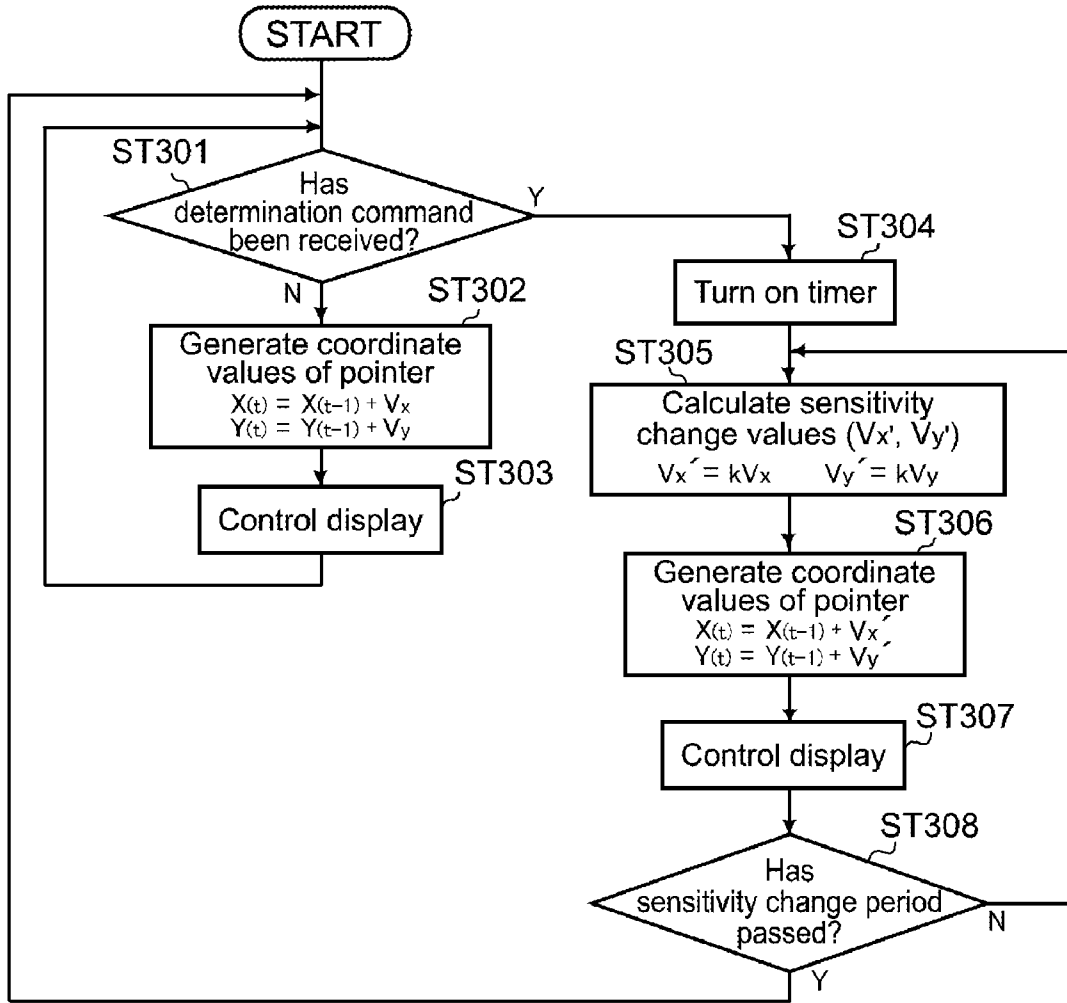 START
ST301
Has
determination command
been received?
Y
N
ST302
Generate coordinate
values of pointer
X(t) = X(t-1) + Vx
Y(t) = Y(t-1) + Vy
ST303
Control display
ST304
Turn on timer
ST305
Calculate sensitivity
change values (Vx', Vy')
Vx´ = kVx Vy´ = kVy
ST306
Generate coordinate
values of pointer
X(t) = X(t-1) + Vx´
Y(t) = Y(t-1) + Vy´
ST307
Control display
ST308
Has
sensitivity change period
passed?
N
Y